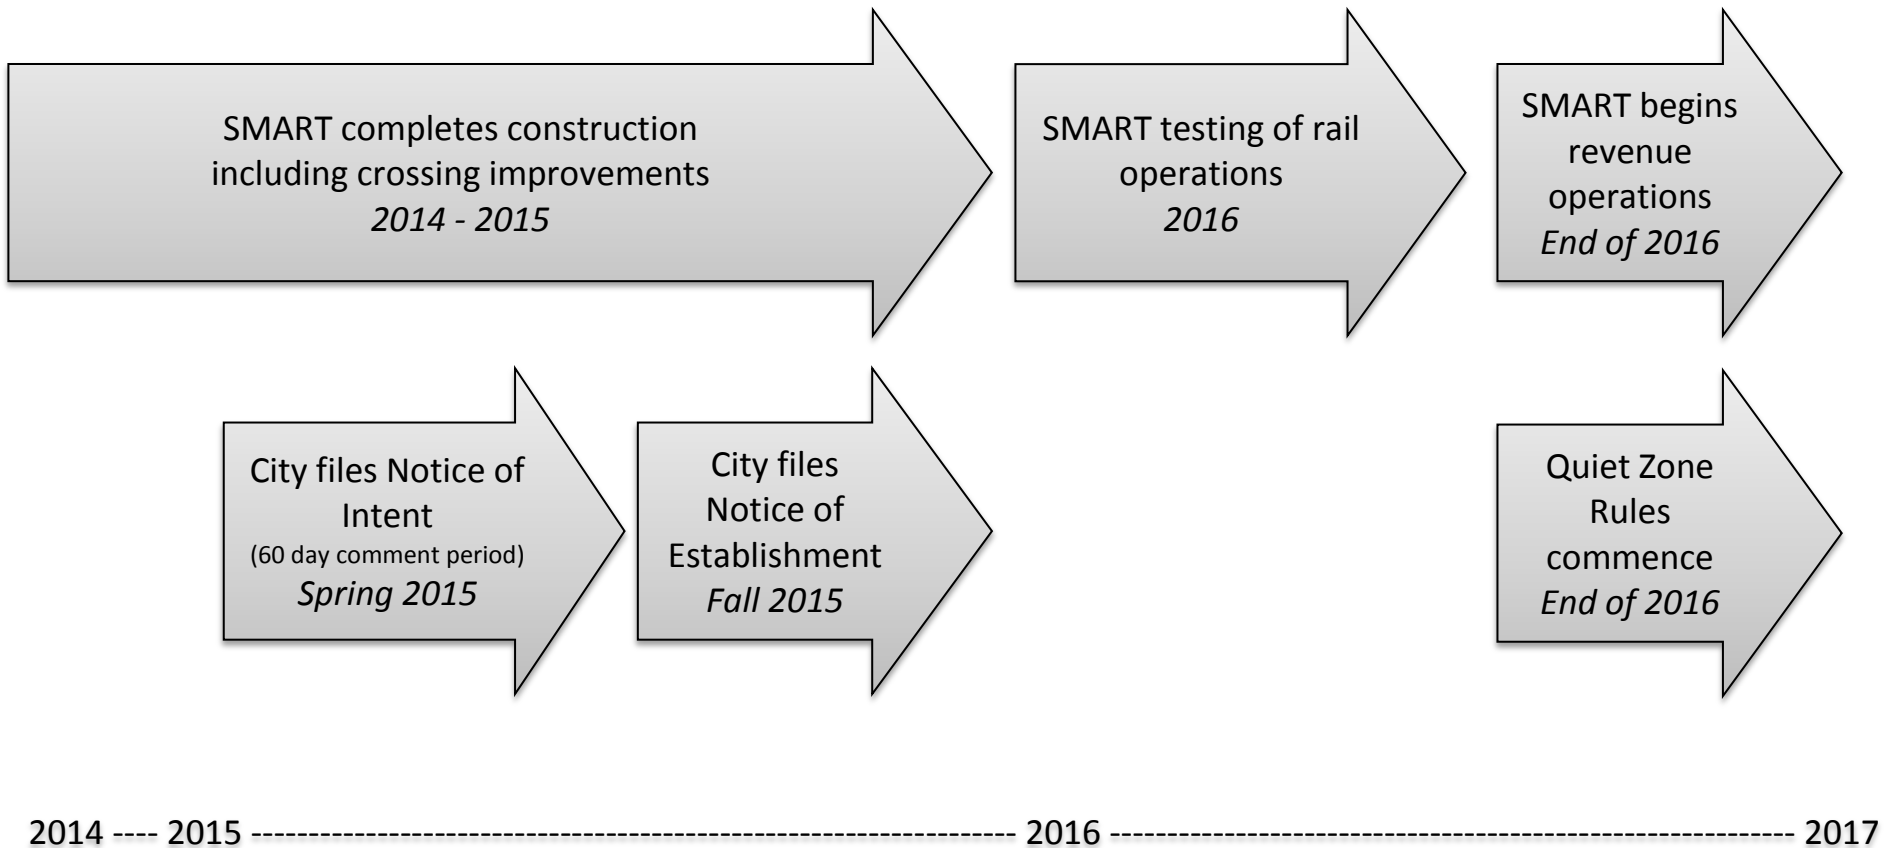 SMART completes construction
including crossing improvements
2014 - 2015
SMART testing of rail
operations
2016
SMART begins
revenue
operations
End of 2016
City files Notice of
Intent
(60 day comment period)
Spring 2015
City files
Notice of
Establishment
Fall 2015
Quiet Zone
Rules
commence
End of 2016
2014 ---- 2015 ------------------------------------------------------------------- 2016 ------------------------------------------------------------ 2017